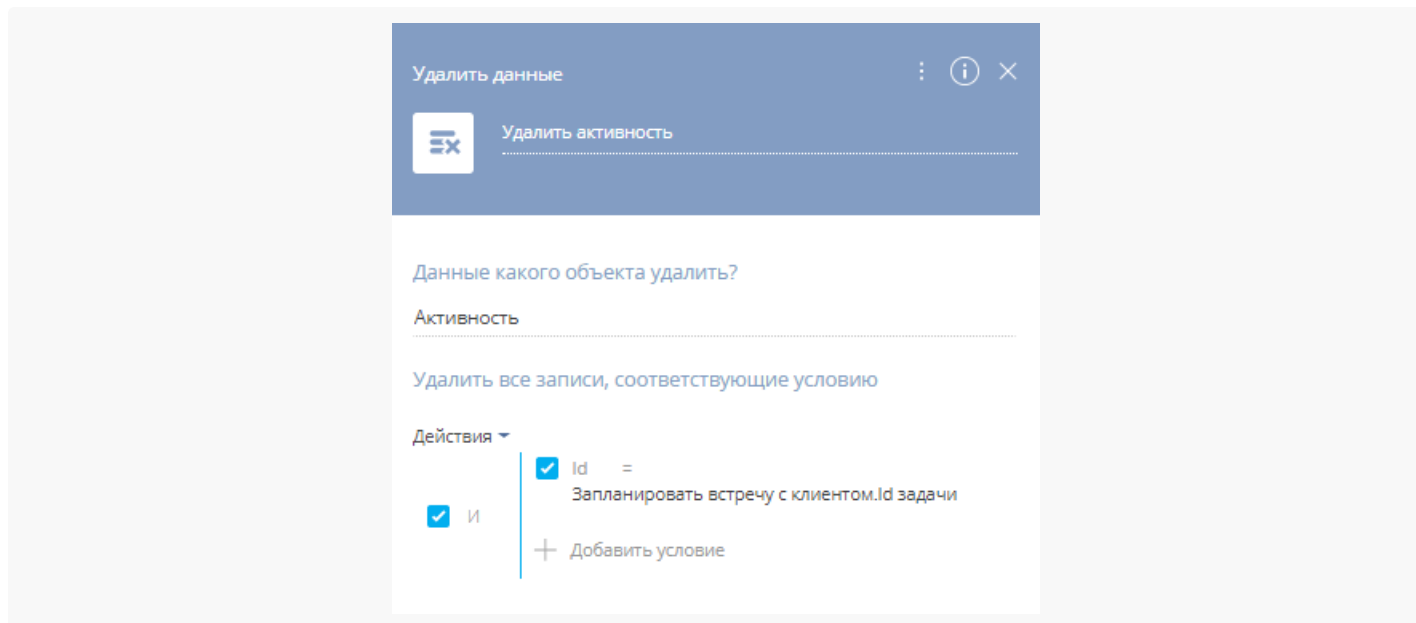 Удалить данные
Удалить активность
Данные какого объекта удалить?
Активность
Удалить все записи, соответствующие условию
Действия
Id =
Запланировать встречу с клиентом.Id задачи
И
Добавить условие